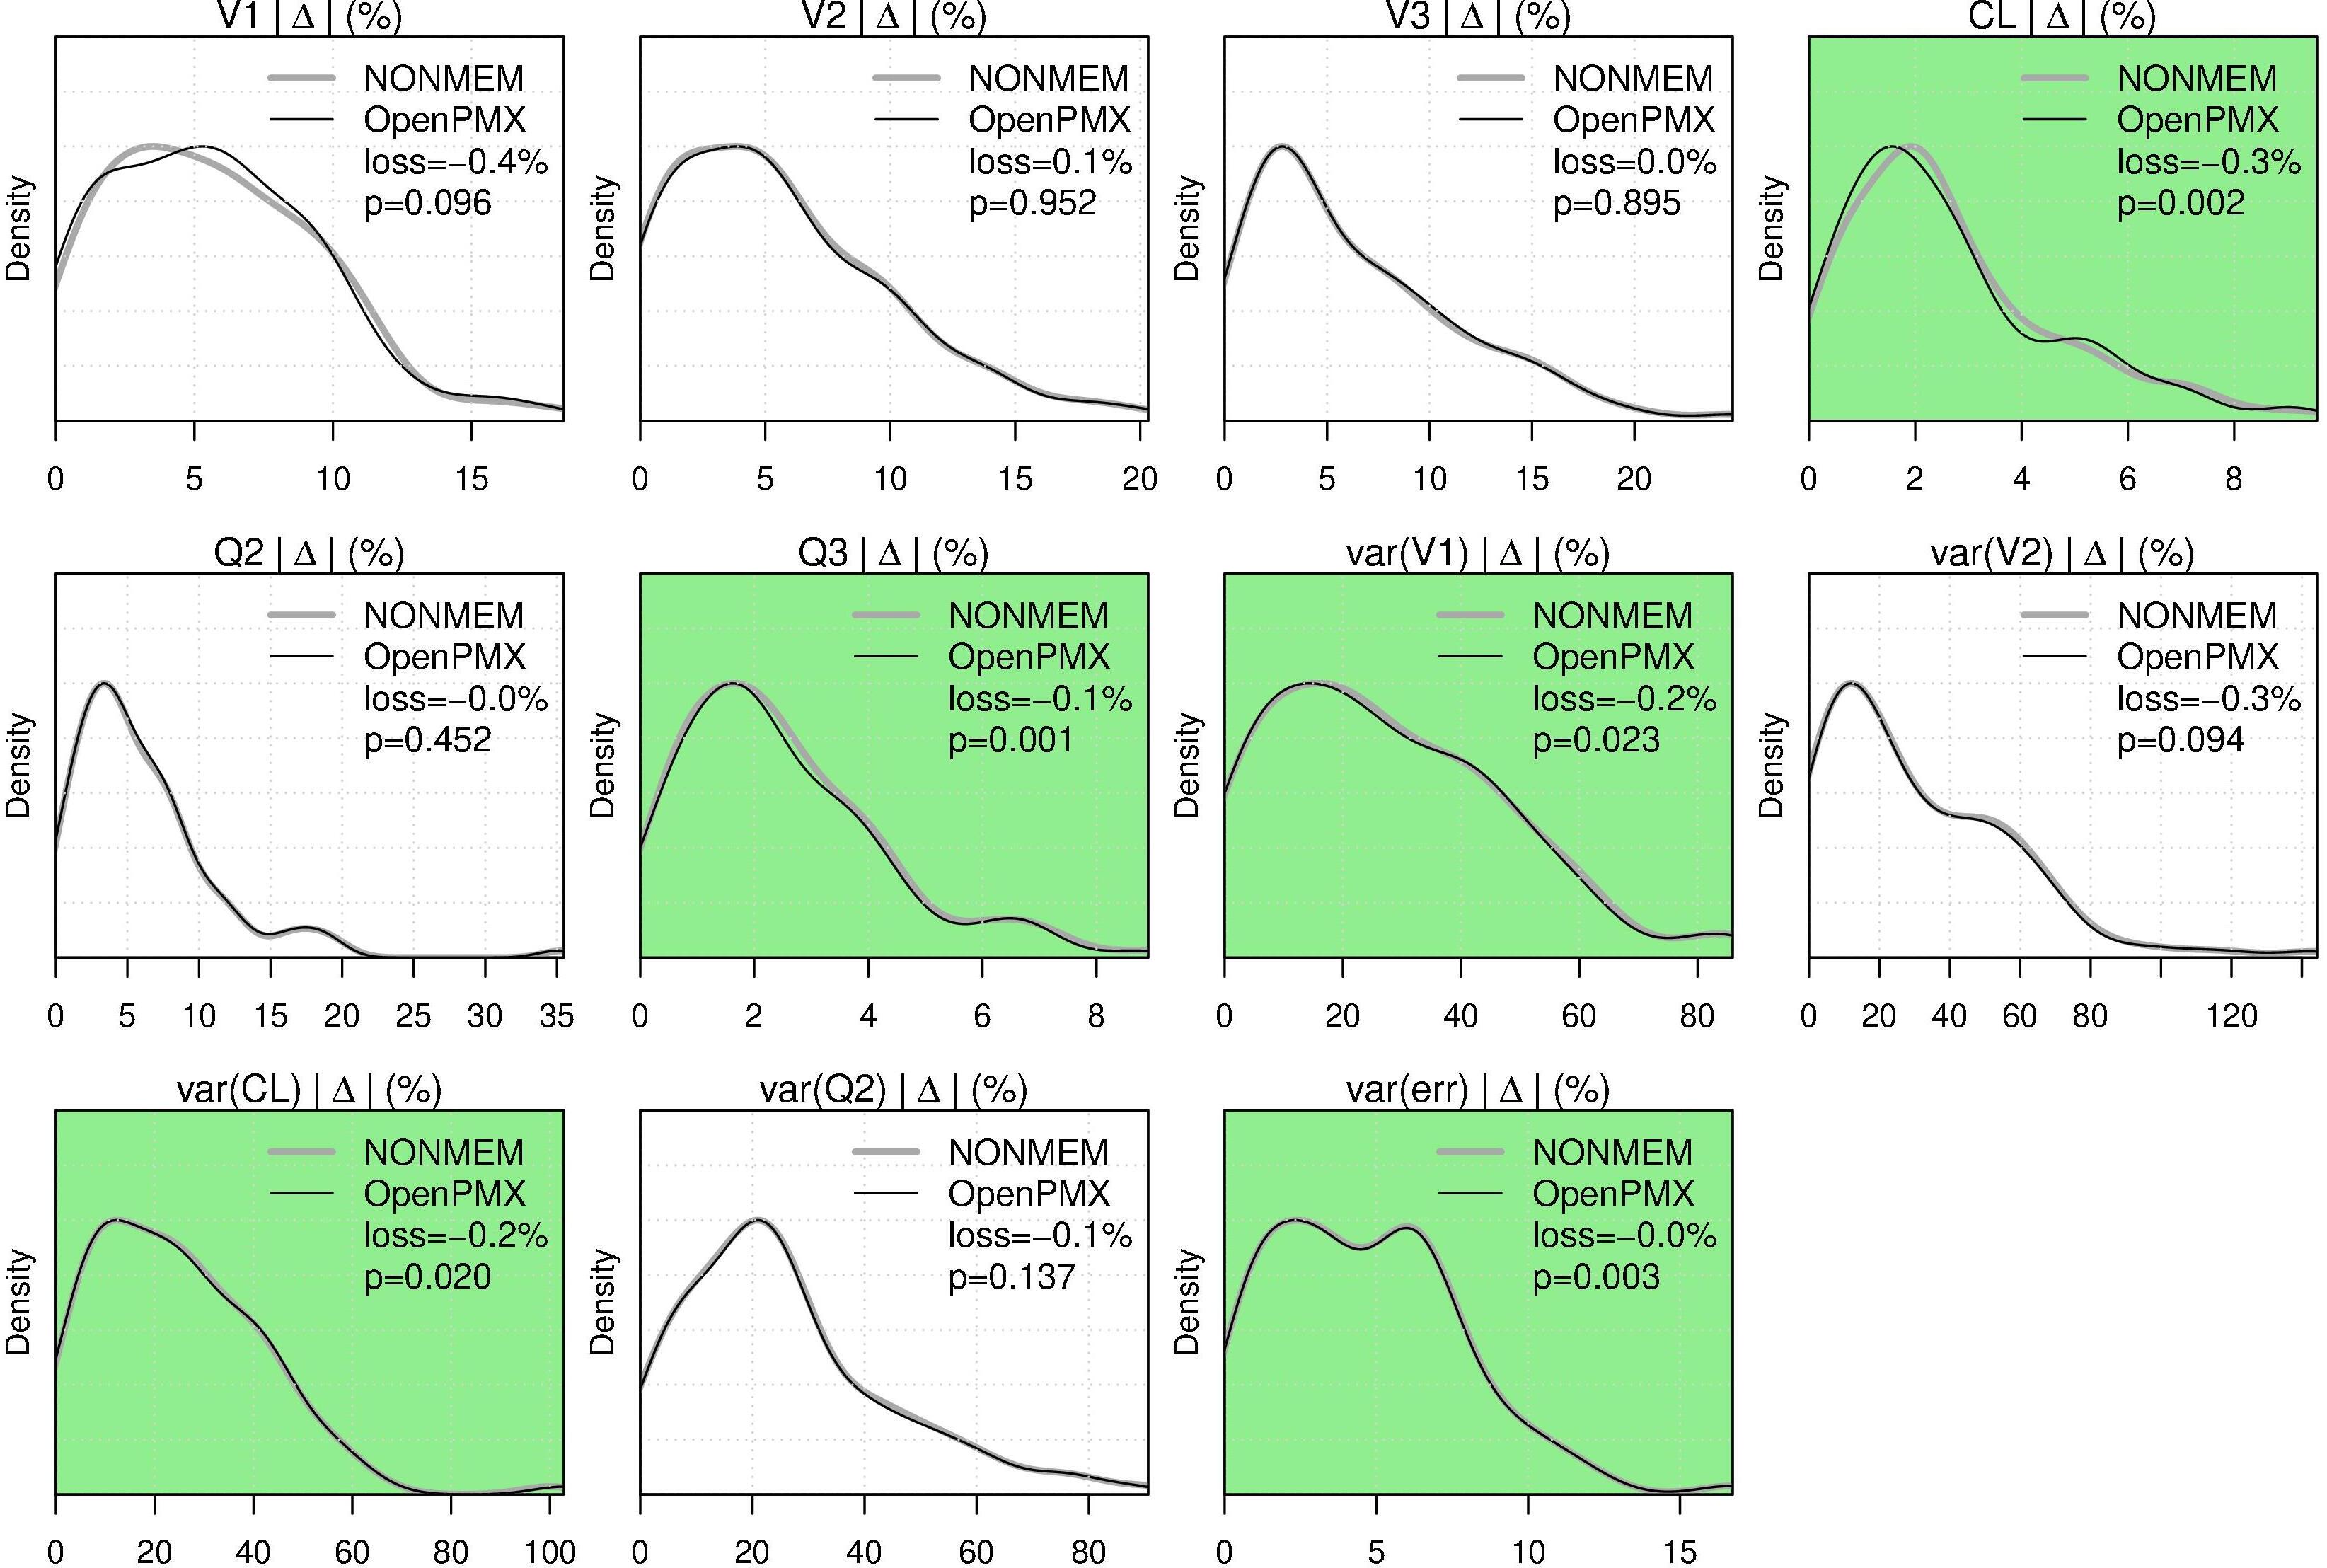 V1 | Δ | (%)
NONMEM
OpenPMX
loss=−0.4%
p=0.096
Density
0 5 10 15
V2 | Δ | (%)
NONMEM
OpenPMX
loss=0.1%
p=0.952
Density
0 5 10 15 20
V3 | Δ | (%)
NONMEM
OpenPMX
loss=0.0%
p=0.895
Density
0 5 10 15 20
CL | Δ | (%)
NONMEM
OpenPMX
loss=−0.3%
p=0.002
Density
0 2 4 6 8
Q2 | Δ | (%)
NONMEM
OpenPMX
loss=−0.0%
p=0.452
Density
0 5 10 15 20 25 30 35
Q3 | Δ | (%)
NONMEM
OpenPMX
loss=−0.1%
p=0.001
Density
0 2 4 6 8
var(V1) | Δ | (%)
NONMEM
OpenPMX
loss=−0.2%
p=0.023
Density
0 20 40 60 80
var(V2) | Δ | (%)
NONMEM
OpenPMX
loss=−0.3%
p=0.094
Density
0 20 40 60 80 120
var(CL) | Δ | (%)
NONMEM
OpenPMX
loss=−0.2%
p=0.020
Density
0 20 40 60 80 100
var(Q2) | Δ | (%)
NONMEM
OpenPMX
loss=−0.1%
p=0.137
Density
0 20 40 60 80
var(err) | Δ | (%)
NONMEM
OpenPMX
loss=−0.0%
p=0.003
Density
0 5 10 15